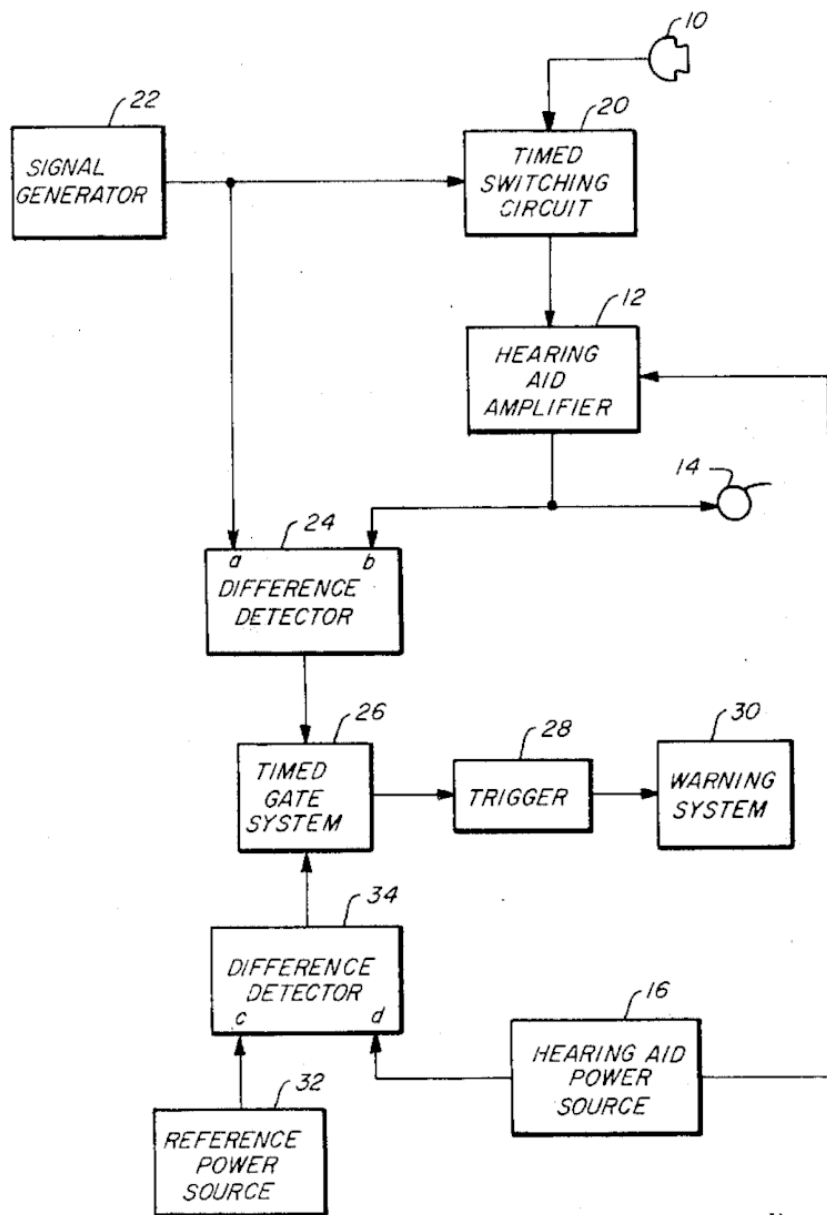 10
22
20
SIGNAL
GENERATOR
TIMED
SWITCHING
CIRCUIT
12
HEARING
AID
AMPLIFIER
14
24
a
b
DIFFERENCE
DETECTOR
26
28
30
TIMED
GATE
SYSTEM
TRIGGER
WARNING
SYSTEM
34
DIFFERENCE
DETECTOR
c
d
16
HEARING AID
POWER
SOURCE
32
REFERENCE
POWER
SOURCE